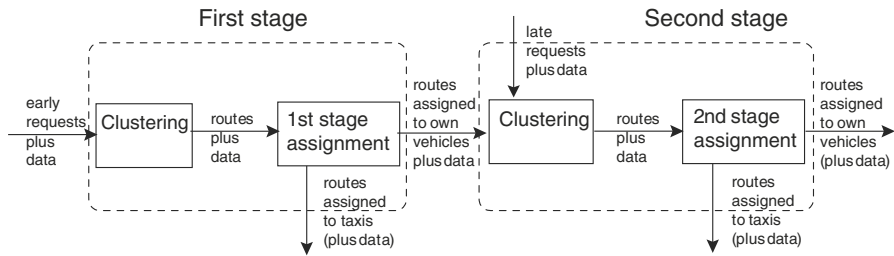 First stage
Second stage
early
requests
plus
data
Clustering
routes
plus
data
1st stage
assignment
routes
assigned
to taxis
(plus data)
routes
assigned
to own
vehicles
plus data
late
requests
plus data
Clustering
routes
plus
data
2nd stage
assignment
routes
assigned
to taxis
(plus data)
routes
assigned
to own
vehicles
(plus data)